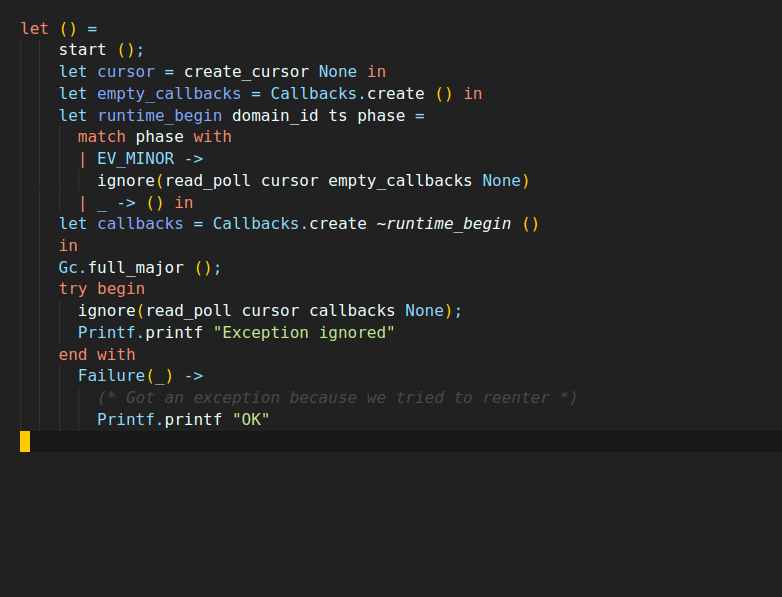 let () =
    start ();
    let cursor = create_cursor None in
    let empty_callbacks = Callbacks.create () in
    let runtime_begin domain_id ts phase =
      match phase with
      | EV_MINOR ->
        ignore(read_poll cursor empty_callbacks None)
      | _ -> () in
    let callbacks = Callbacks.create ~runtime_begin ()
    in
    Gc.full_major ();
    try begin
      ignore(read_poll cursor callbacks None);
      Printf.printf "Exception ignored"
    end with
      Failure(_) ->
        (* Got an exception because we tried to reenter *)
        Printf.printf "OK"